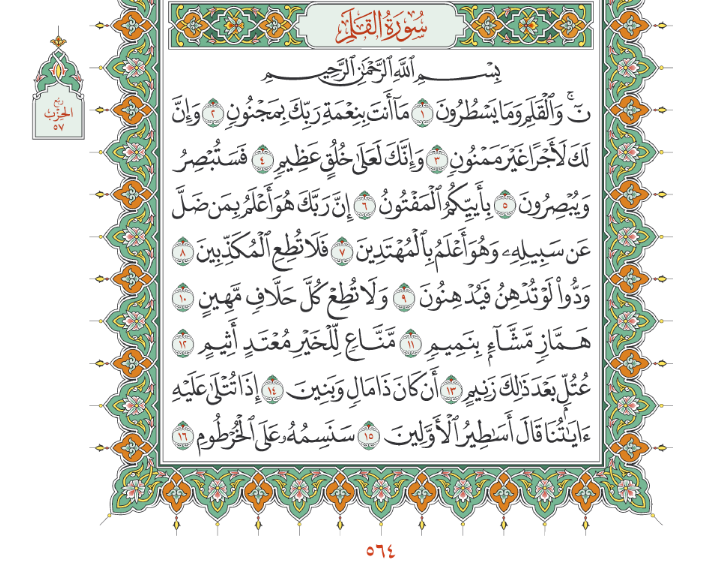 سُورَةُ القَلَمِ
بِسْمِ ٱللَّهِ ٱلرَّحْمَٰنِ ٱلرَّحِيمِ
نٓۚ وَٱلْقَلَمِ وَمَا يَسْطُرُونَ ١ مَآ أَنتَ بِنِعْمَةِ رَبِّكَ بِمَجْنُونٖ ٢ وَإِنَّ
لَكَ لَأَجْرًا غَيْرَ مَمْنُونٖ ٣ وَإِنَّكَ لَعَلَىٰ خُلُقٍ عَظِيمٖ ٤ فَسَتُبْصِرُ
وَيُبْصِرُونَ ٥ بِأَييِّكُمُ ٱلْمَفْتُونُ ٦ إِنَّ رَبَّكَ هُوَ أَعْلَمُ بِمَن ضَلَّ
عَن سَبِيلِهِۦ وَهُوَ أَعْلَمُ بِٱلْمُهْتَدِينَ ٧ فَلَا تُطِعِ ٱلْمُكَذِّبِينَ ٨
وَدُّوا۟ لَوْ تُدْهِنُ فَيُدْهِنُونَ ٩ وَلَا تُطِعْ كُلَّ حَلَّافٖ مَّهِينٍ ١٠
هَمَّازٖ مَّشَّآءِۭ بِنَمِيمٖ ١١ مَّنَّاعٖ لِّلْخَيْرِ مُعْتَدٍ أَثِيمٍ ١٢
عُتُلِّۭ بَعْدَ ذَٰلِكَ زَنِيمٍ ١٣ أَن كَانَ ذَا مَالٖ وَبَنِينَ ١٤ إِذَا تُتْلَىٰ عَلَيْهِ
ءَايَٰتُنَا قَالَ أَسَٰطِيرُ ٱلْأَوَّلِينَ ١٥ سَنَسِمُهُۥ عَلَى ٱلْخُرْطُومِ ١٦
ربع
الحزب
٥٧
٥٦٤